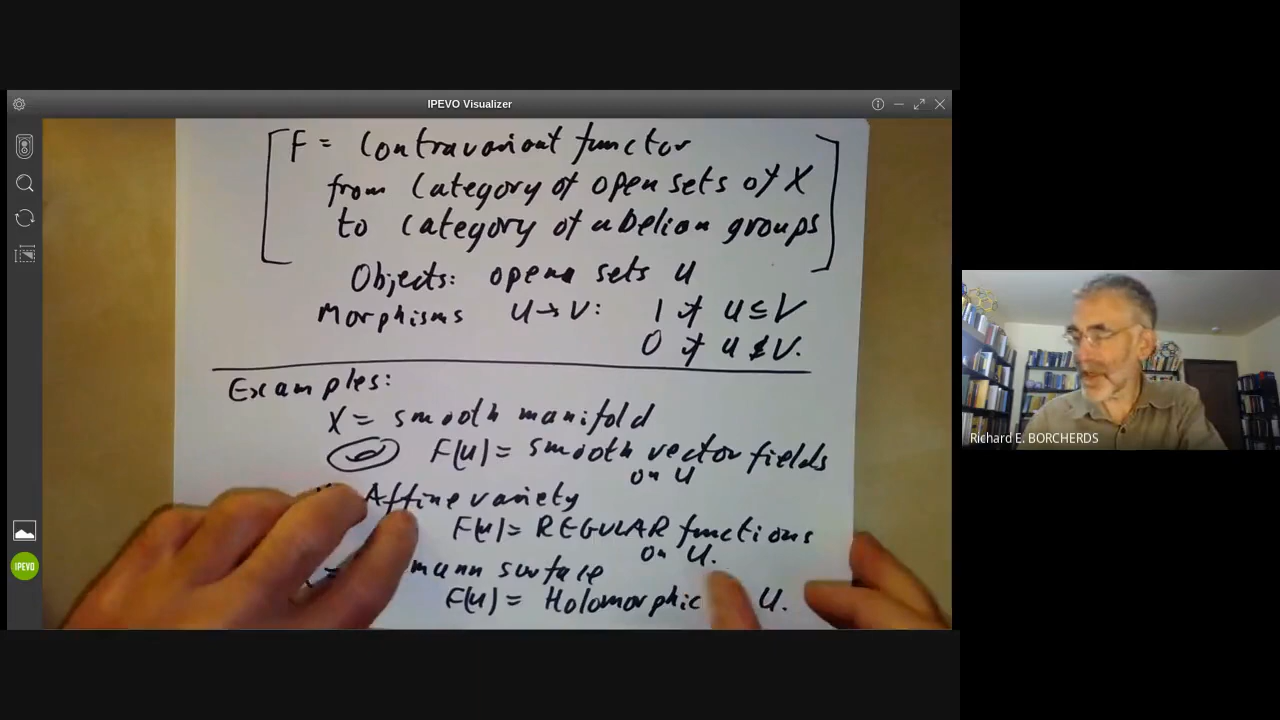 IPEVO Visualizer
F = Contravariant functor
from Category of open sets of X
to category of abelian groups
Objects: open sets U
Morphisms U → V: 1 if U ⊆ V
0 if U ⊈ V.
Examples:
X = smooth manifold
F(U) = smooth vector fields
on U
Affine variety
F(U) = REGULAR functions
on U.
mann surface
F(U) = Holomorphic U.
Richard E. BORCHERDS
IPEVO